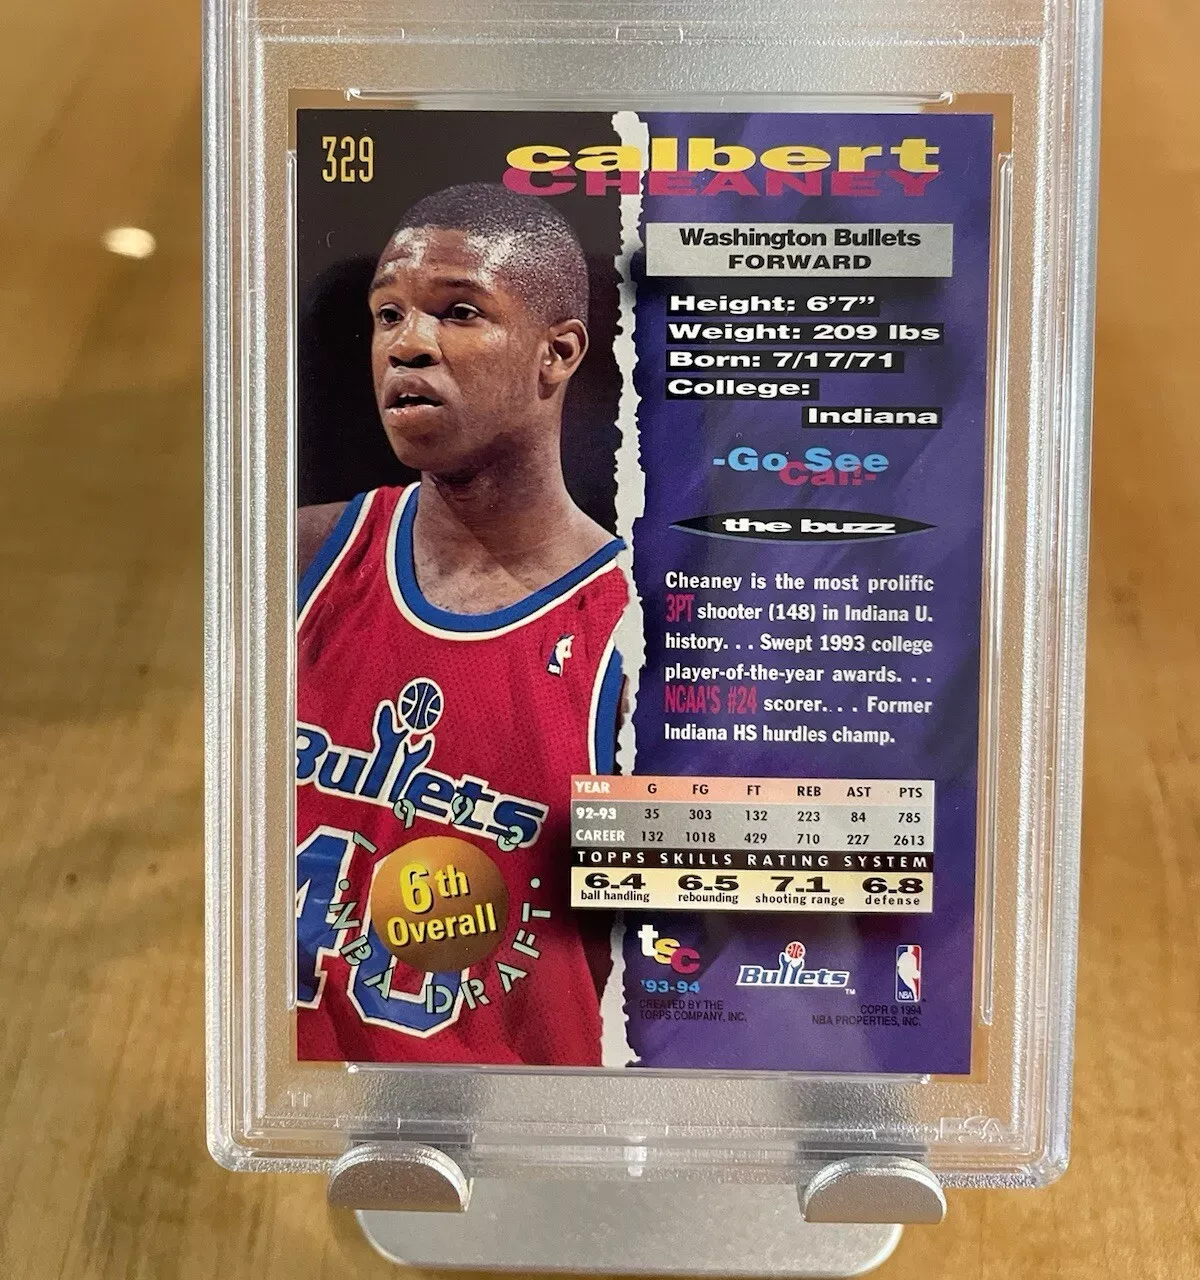 329
calbert
CHEANEY
Washington Bullets
FORWARD
Height: 6'7"
Weight: 209 lbs
Born: 7/17/71
College:
Indiana
-Go See
Cal!-
the buzz
Cheaney is the most prolific
3PT shooter (148) in Indiana U.
history. . . Swept 1993 college
player-of-the-year awards. . .
NCAA'S #24 scorer. . . Former
Indiana HS hurdles champ.
YEAR G FG FT REB AST PTS
92-93 35 303 132 223 84 785
CAREER 132 1018 429 710 227 2613
TOPPS SKILLS RATING SYSTEM
6.4 6.5 7.1 6.8
ball handling rebounding shooting range defense
Bullets
40
1993
6th
Overall
NBA DRAFT
tsc
'93-94
CREATED BY THE
TOPPS COMPANY, INC.
Bullets TM
NBA
COPR © 1994
NBA PROPERTIES, INC.